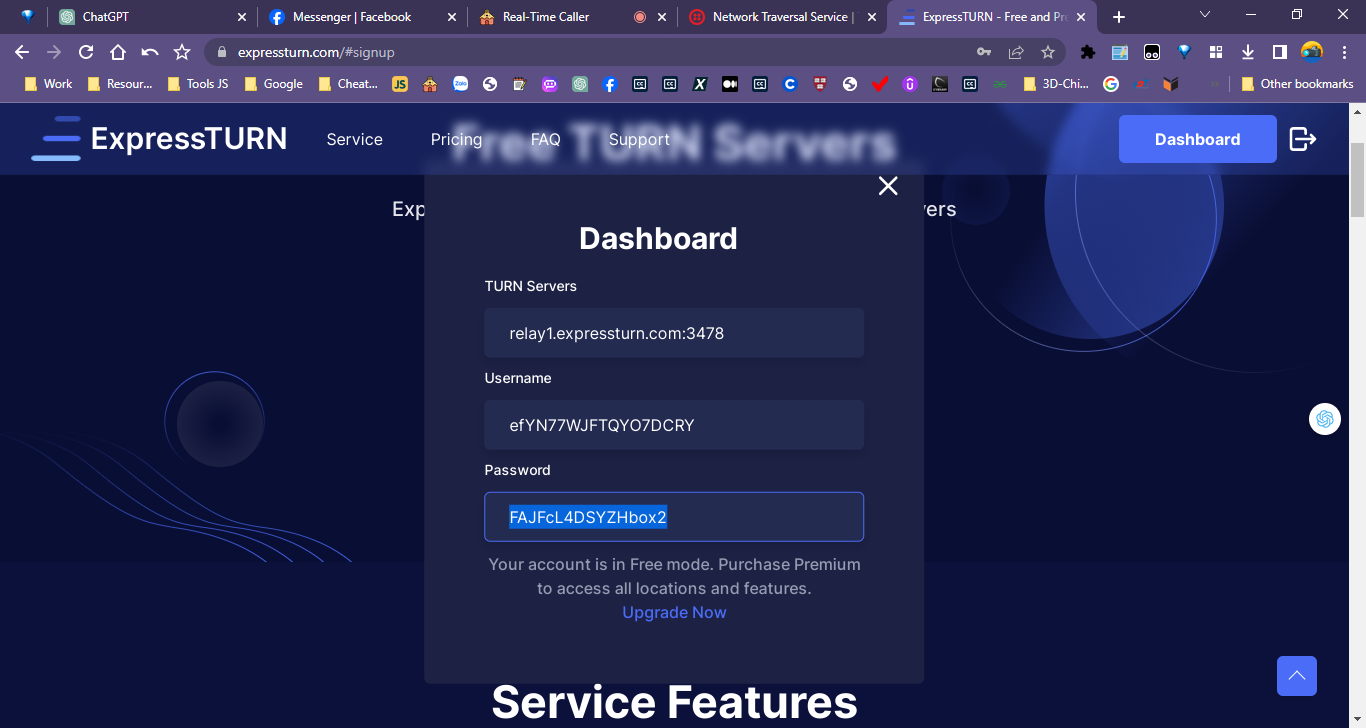 ChatGPT
Messenger | Facebook
Real-Time Caller
Network Traversal Service |
ExpressTURN - Free and Pr
expressturn.com/#signup
Work
Resour...
Tools JS
Google
Cheat...
JS
Zalo
3D-Chi...
Other bookmarks
ExpressTURN
Service
Pricing
FAQ
Support
Dashboard
Free TURN Servers
Exp
vers
Dashboard
TURN Servers
relay1.expressturn.com:3478
Username
efYN77WJFTQYO7DCRY
Password
FAJFcL4DSYZHbox2
Your account is in Free mode. Purchase Premium
to access all locations and features.
Upgrade Now
Service Features